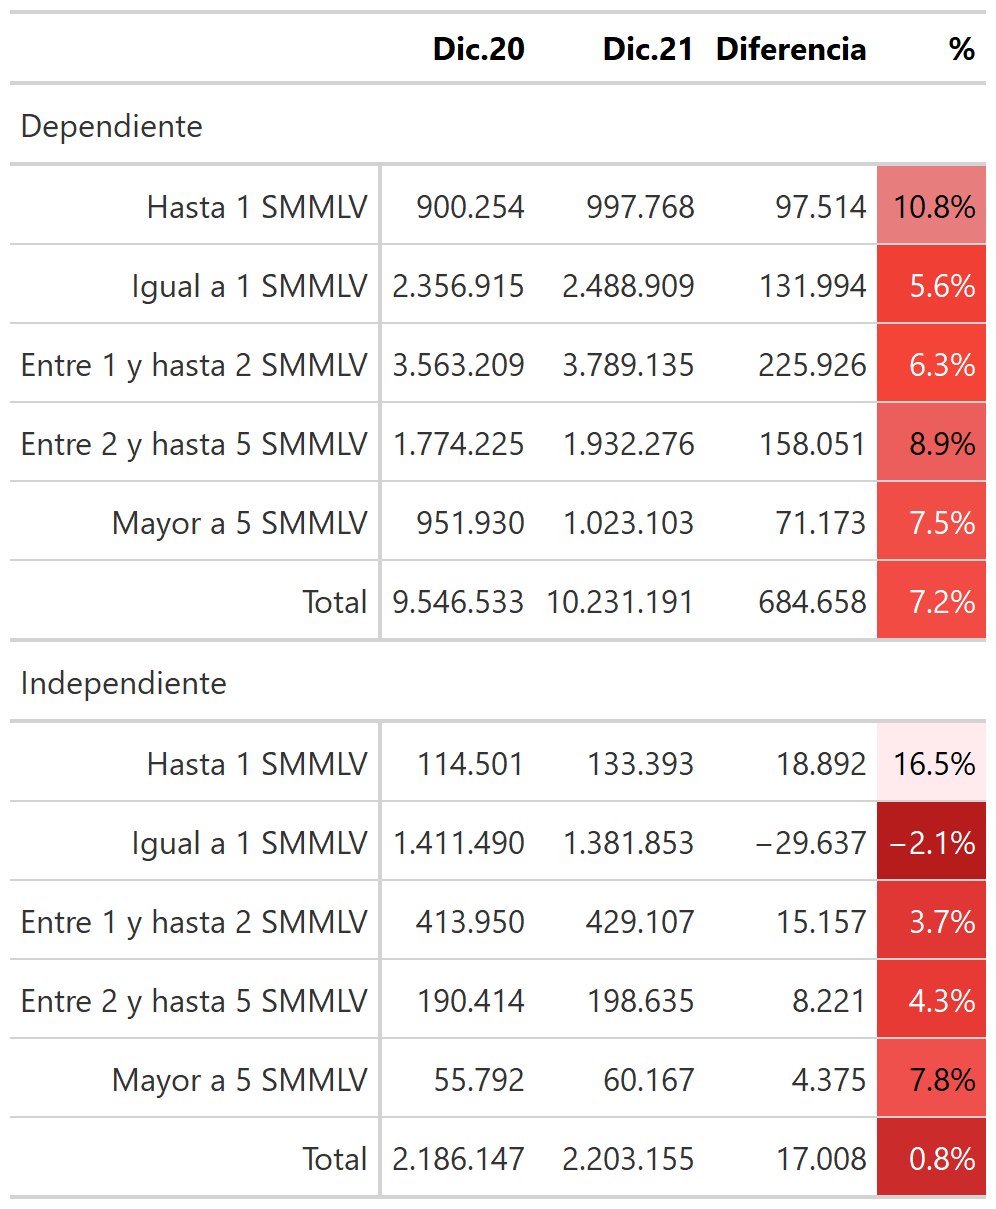 Dic.20 Dic.21 Diferencia %
Dependiente
Hasta 1 SMMLV 900.254 997.768 97.514 10.8%
Igual a 1 SMMLV 2.356.915 2.488.909 131.994 5.6%
Entre 1 y hasta 2 SMMLV 3.563.209 3.789.135 225.926 6.3%
Entre 2 y hasta 5 SMMLV 1.774.225 1.932.276 158.051 8.9%
Mayor a 5 SMMLV 951.930 1.023.103 71.173 7.5%
Total 9.546.533 10.231.191 684.658 7.2%
Independiente
Hasta 1 SMMLV 114.501 133.393 18.892 16.5%
Igual a 1 SMMLV 1.411.490 1.381.853 −29.637 −2.1%
Entre 1 y hasta 2 SMMLV 413.950 429.107 15.157 3.7%
Entre 2 y hasta 5 SMMLV 190.414 198.635 8.221 4.3%
Mayor a 5 SMMLV 55.792 60.167 4.375 7.8%
Total 2.186.147 2.203.155 17.008 0.8%